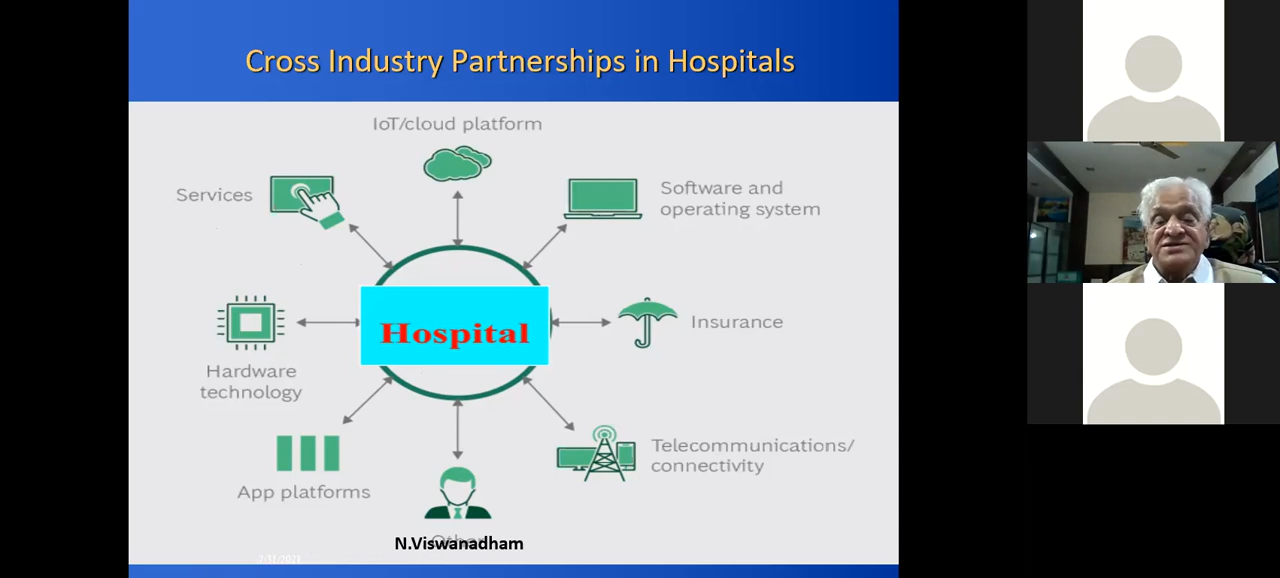 Cross Industry Partnerships in Hospitals
IoT/cloud platform
Services
Software and
operating system
Hospital
Insurance
Hardware
technology
Telecommunications/
connectivity
App platforms
N.Viswanadham